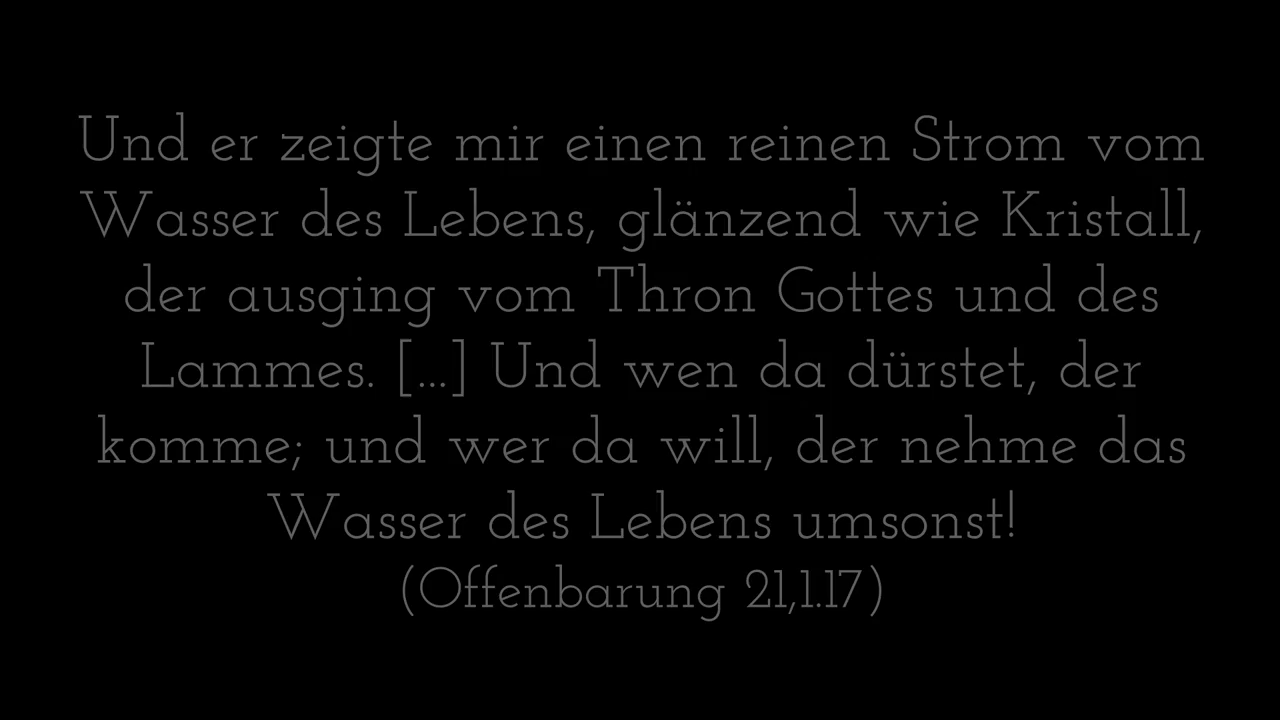 Und er zeigte mir einen reinen Strom vom
Wasser des Lebens, glänzend wie Kristall,
der ausging vom Thron Gottes und des
Lammes. [...] Und wen da dürstet, der
komme; und wer da will, der nehme das
Wasser des Lebens umsonst!
(Offenbarung 21,1.17)